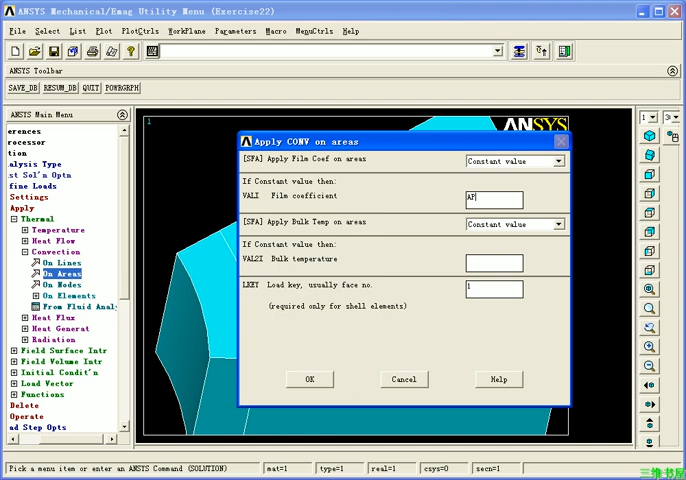 ANSYS Mechanical/Emag Utility Menu (Exercise22)
File Select List Plot PlotCtrls WorkPlane Parameters Macro MenuCtrls Help
ANSYS Toolbar
SAVE_DB RESUM_DB QUIT POWRGRPH
ANSYS Main Menu
erences
rocessor
tion
alysis Type
st Sol'n Optn
fine Loads
Settings
Apply
Thermal
Temperature
Heat Flow
Convection
On Lines
On Areas
On Nodes
On Elements
From Fluid Analy
Heat Flux
Heat Generat
Radiation
Field Surface Intr
Field Volume Intr
Initial Condit'n
Load Vector
Functions
Delete
Operate
ad Step Opts
1
ANSYS
Apply CONV on areas
[SFA] Apply Film Coef on areas Constant value
If Constant value then:
VALI Film coefficient AP
[SFA] Apply Bulk Temp on areas Constant value
If Constant value then:
VAL2I Bulk temperature
LKEY Load key, usually face no. 1
(required only for shell elements)
OK Cancel Help
1 3
Pick a menu item or enter an ANSYS Command (SOLUTION) mat=1 type=1 real=1 csys=0 secn=1
三维书屋